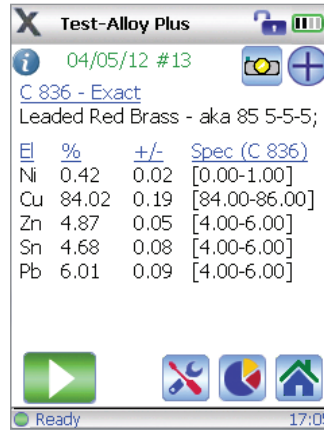 X Test-Alloy Plus
04/05/12 #13
C 836 - Exact
Leaded Red Brass - aka 85 5-5-5;
El % +/- Spec (C 836)
Ni 0.42 0.02 [0.00-1.00]
Cu 84.02 0.19 [84.00-86.00]
Zn 4.87 0.05 [4.00-6.00]
Sn 4.68 0.08 [4.00-6.00]
Pb 6.01 0.09 [4.00-6.00]
Ready 17:05